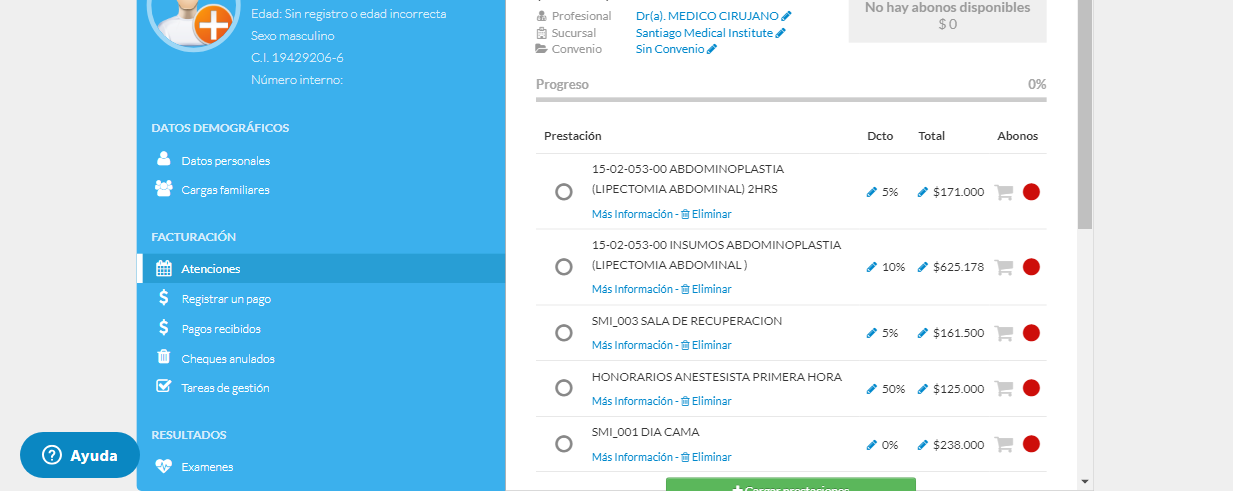 Edad: Sin registro o edad incorrecta
Sexo masculino
C.I. 19429206-6
Número interno:
DATOS DEMOGRÁFICOS
Datos personales
Cargas familiares
FACTURACIÓN
Atenciones
Registrar un pago
Pagos recibidos
Cheques anulados
Tareas de gestión
RESULTADOS
Examenes
Ayuda
Profesional Dr(a). MEDICO CIRUJANO
Sucursal Santiago Medical Institute
Convenio Sin Convenio
No hay abonos disponibles
$ 0
Progreso 0%
Prestación Dcto Total Abonos
15-02-053-00 ABDOMINOPLASTIA
(LIPECTOMIA ABDOMINAL) 2HRS
5% $171.000
Más Información - Eliminar
15-02-053-00 INSUMOS ABDOMINOPLASTIA
(LIPECTOMIA ABDOMINAL )
10% $625.178
Más Información - Eliminar
SMI_003 SALA DE RECUPERACION
5% $161.500
Más Información - Eliminar
HONORARIOS ANESTESISTA PRIMERA HORA
50% $125.000
Más Información - Eliminar
SMI_001 DIA CAMA
0% $238.000
Más Información - Eliminar
Cargar prestaciones